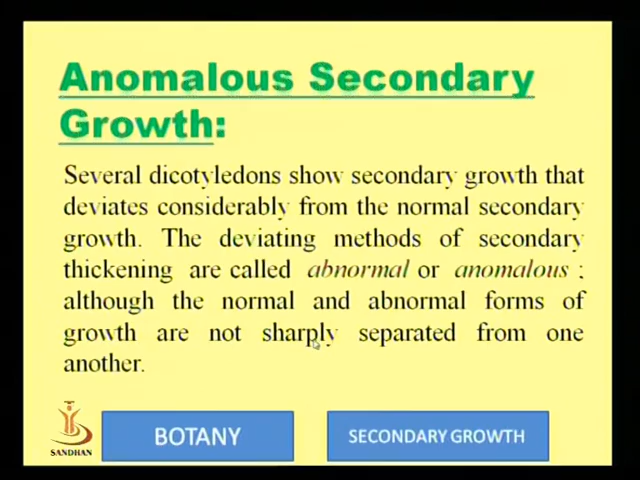 Anomalous Secondary
Growth:
Several dicotyledons show secondary growth that
deviates considerably from the normal secondary
growth. The deviating methods of secondary
thickening are called abnormal or anomalous ;
although the normal and abnormal forms of
growth are not sharply separated from one
another.
SANDHAN
BOTANY
SECONDARY GROWTH